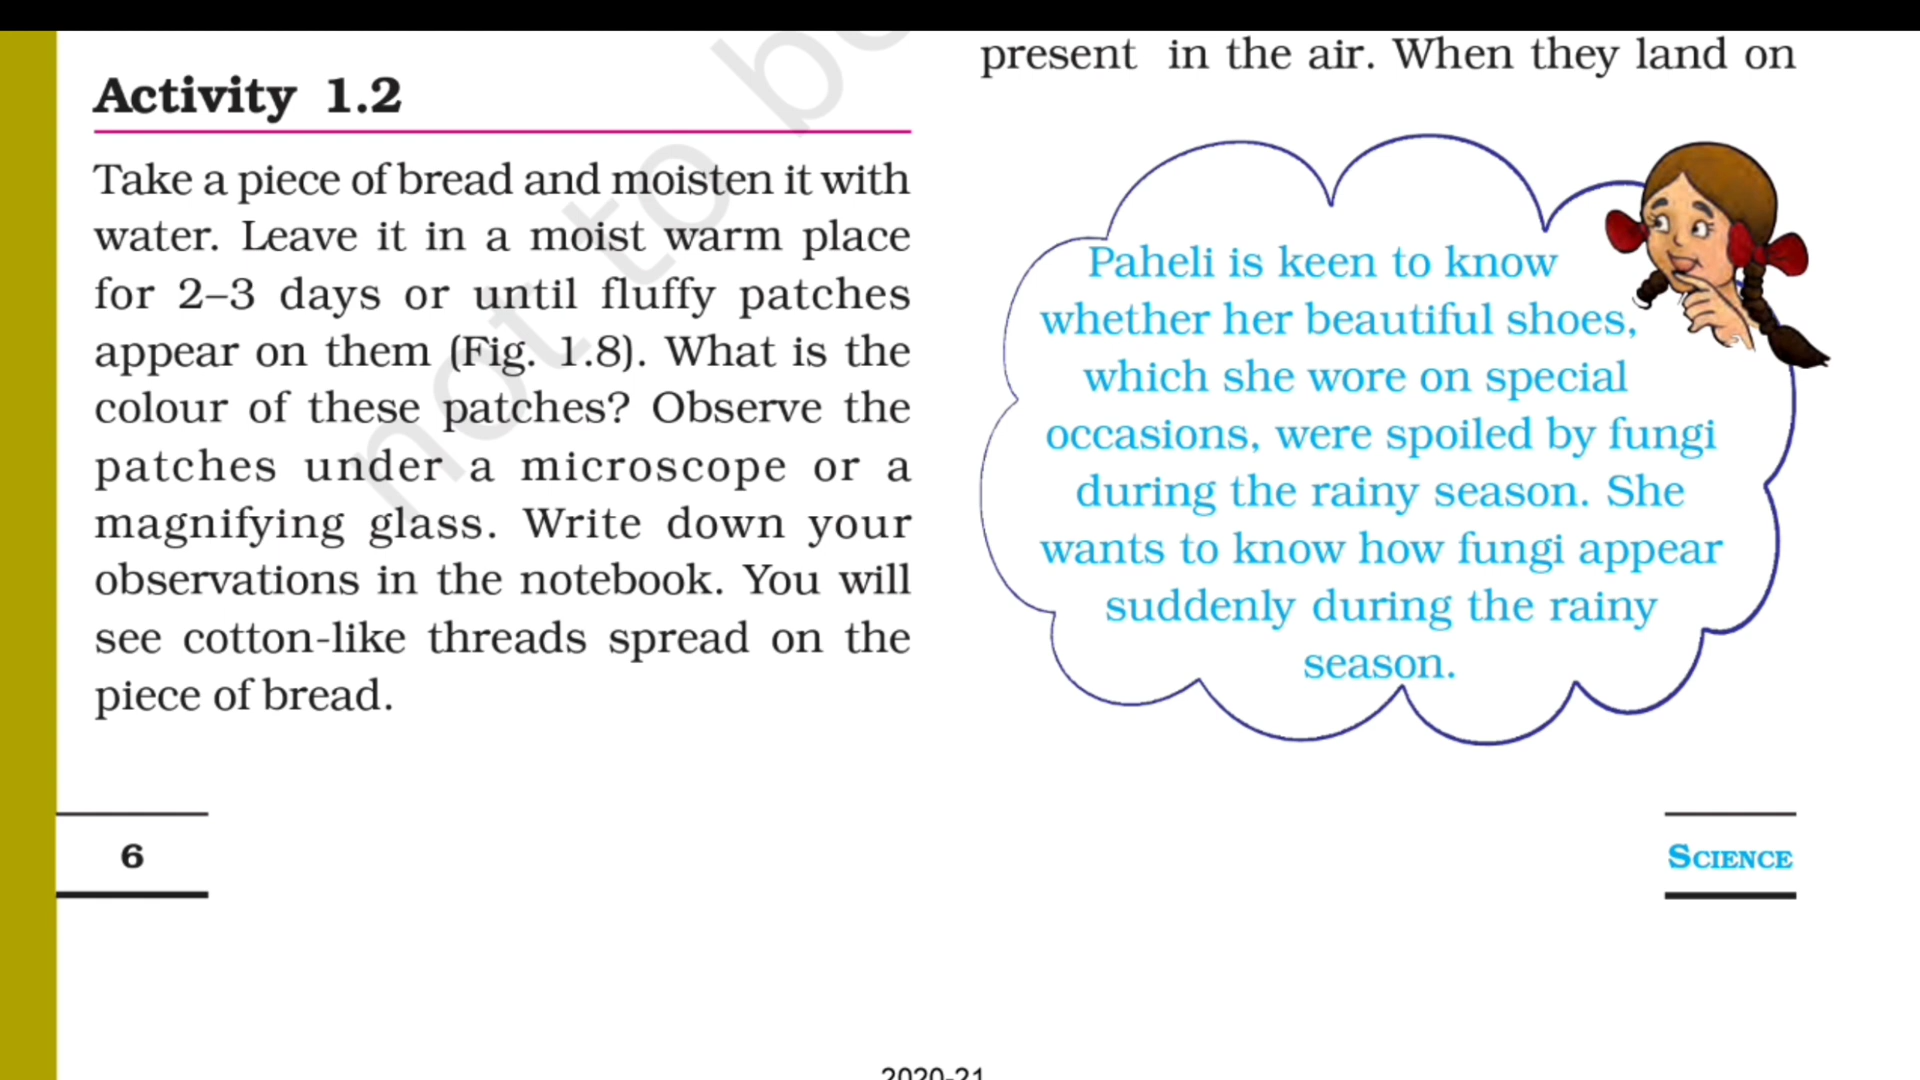 Activity 1.2
Take a piece of bread and moisten it with
water. Leave it in a moist warm place
for 2–3 days or until fluffy patches
appear on them (Fig. 1.8). What is the
colour of these patches? Observe the
patches under a microscope or a
magnifying glass. Write down your
observations in the notebook. You will
see cotton-like threads spread on the
piece of bread.
6
present in the air. When they land on
Paheli is keen to know
whether her beautiful shoes,
which she wore on special
occasions, were spoiled by fungi
during the rainy season. She
wants to know how fungi appear
suddenly during the rainy
season.
SCIENCE
2020-21
not to be